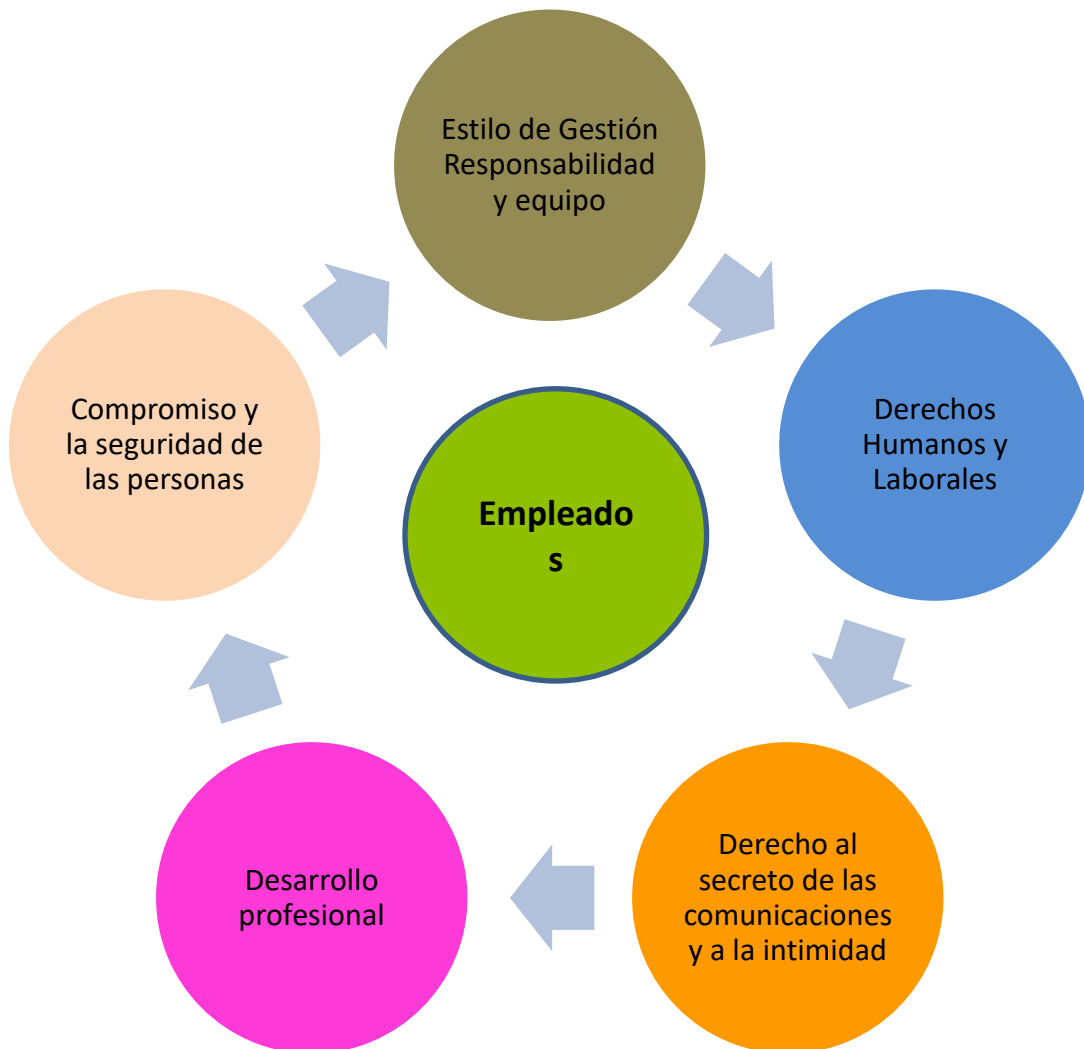 Estilo de Gestión
Responsabilidad
y equipo
Derechos
Humanos y
Laborales
Derecho al
secreto de las
comunicaciones
y a la intimidad
Desarrollo
profesional
Compromiso y
la seguridad de
las personas
Empleado
s